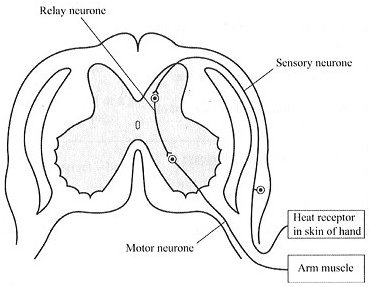 Relay neurone
Sensory neurone
Heat receptor
in skin of hand
Motor neurone
Arm muscle